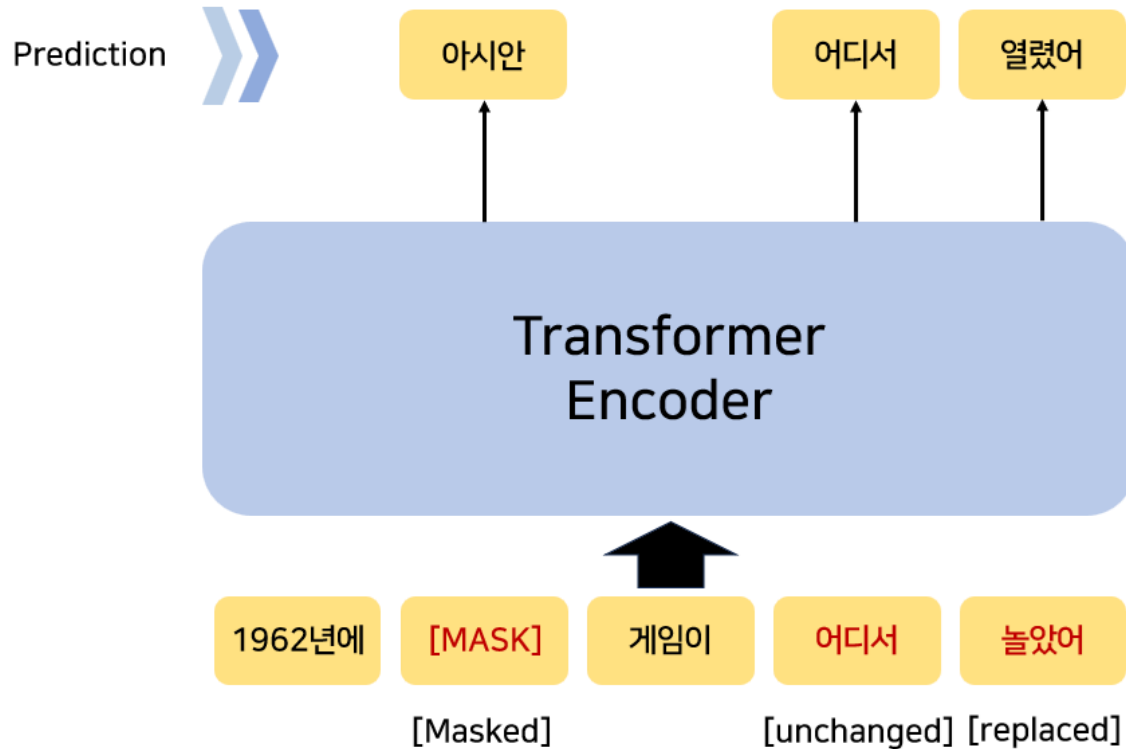 Prediction
아시안
어디서
열렸어
Transformer
Encoder
1962년에
[MASK]
게임이
어디서
놀았어
[Masked]
[unchanged]
[replaced]